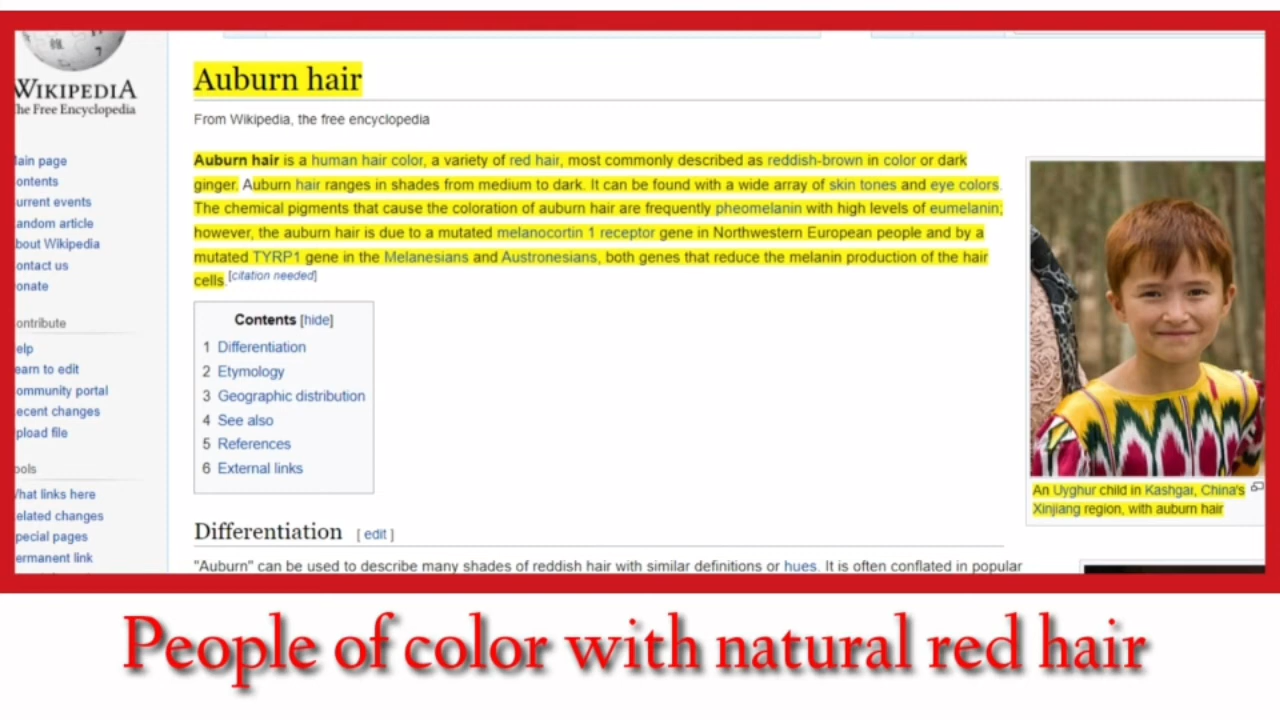 WIKIPEDIA
he Free Encyclopedia
ain page
ontents
urrent events
andom article
bout Wikipedia
ontact us
onate
ontribute
elp
earn to edit
ommunity portal
ecent changes
pload file
ools
hat links here
elated changes
pecial pages
ermanent link
Auburn hair
From Wikipedia, the free encyclopedia
Auburn hair is a human hair color, a variety of red hair, most commonly described as reddish-brown in color or dark
ginger. Auburn hair ranges in shades from medium to dark. It can be found with a wide array of skin tones and eye colors.
The chemical pigments that cause the coloration of auburn hair are frequently pheomelanin with high levels of eumelanin;
however, the auburn hair is due to a mutated melanocortin 1 receptor gene in Northwestern European people and by a
mutated TYRP1 gene in the Melanesians and Austronesians, both genes that reduce the melanin production of the hair
cells.[citation needed]
Contents [hide]
1 Differentiation
2 Etymology
3 Geographic distribution
4 See also
5 References
6 External links
An Uyghur child in Kashgar, China's
Xinjiang region, with auburn hair
Differentiation [ edit ]
"Auburn" can be used to describe many shades of reddish hair with similar definitions or hues. It is often conflated in popular
People of color with natural red hair